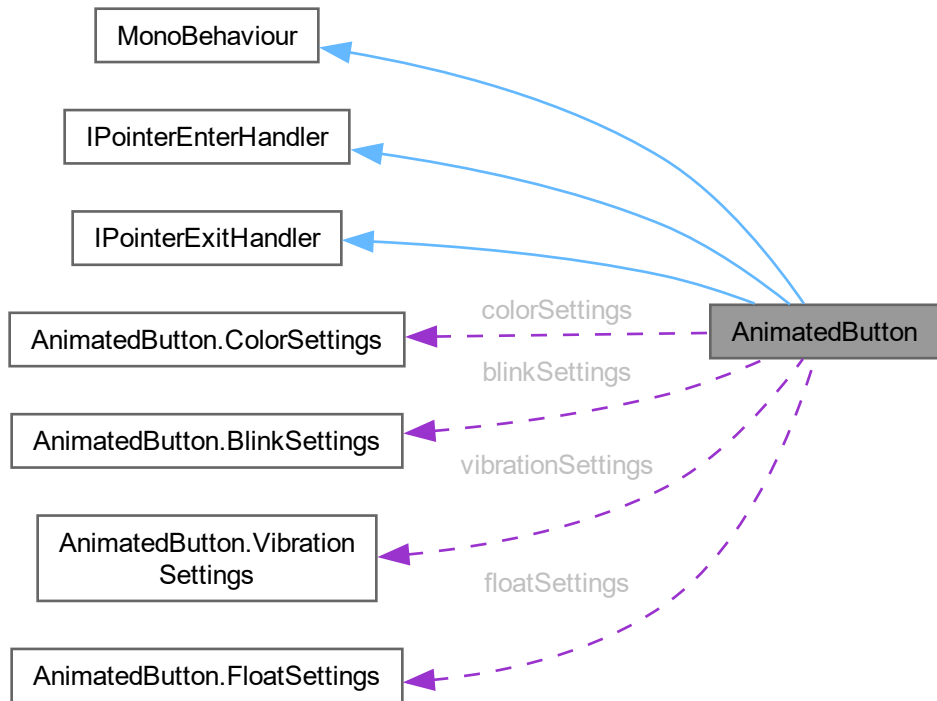 MonoBehaviour
IPointerEnterHandler
IPointerExitHandler
colorSettings
AnimatedButton
AnimatedButton.ColorSettings
blinkSettings
AnimatedButton.BlinkSettings
vibrationSettings
AnimatedButton.Vibration
Settings
floatSettings
AnimatedButton.FloatSettings